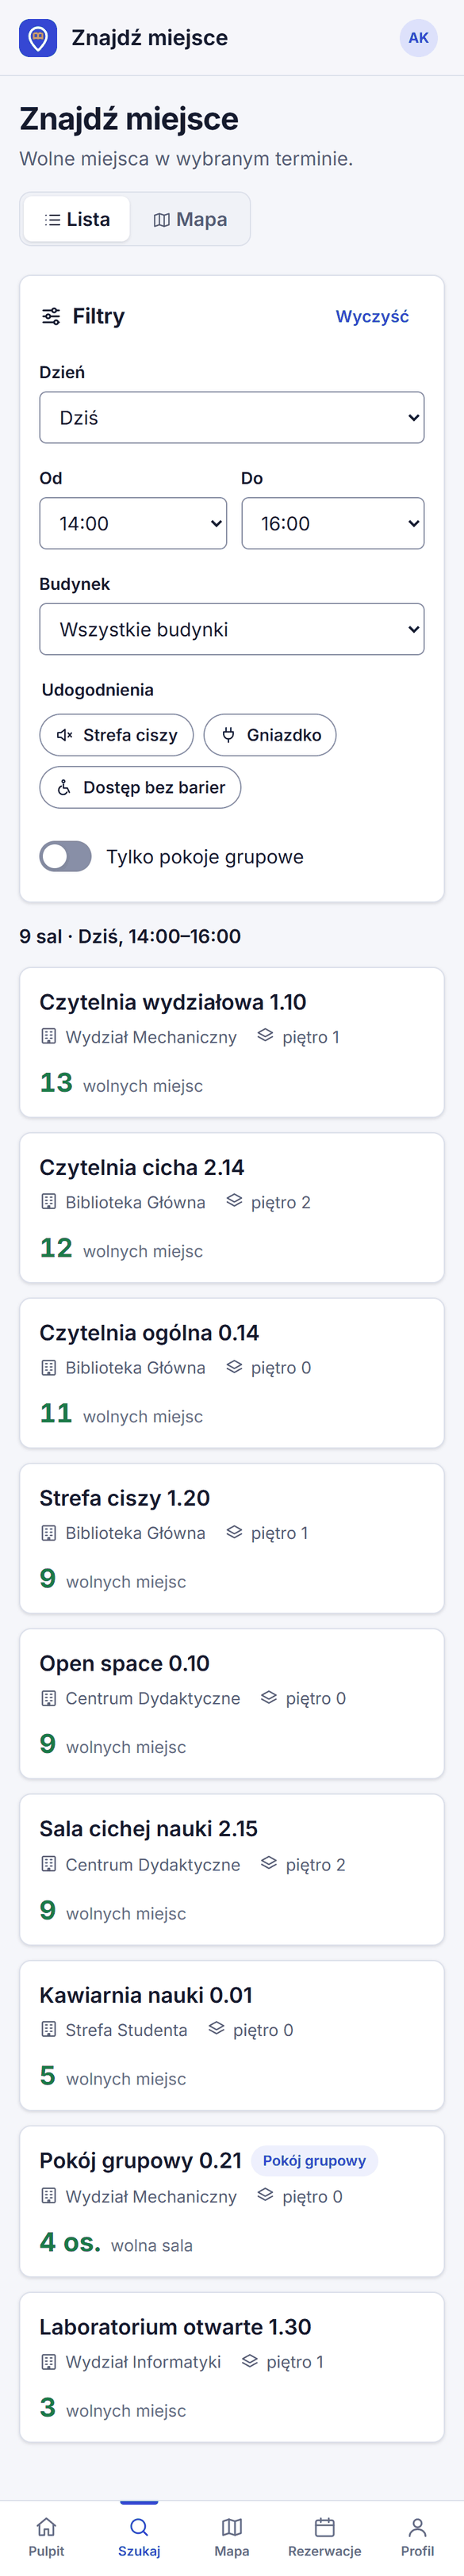 Znajdź miejsce
AK
Znajdź miejsce
Wolne miejsca w wybranym terminie.
Lista
Mapa
Filtry
Wyczyść
Dzień
Dziś
Od
Do
14:00
16:00
Budynek
Wszystkie budynki
Udogodnienia
Strefa ciszy
Gniazdko
Dostęp bez barier
Tylko pokoje grupowe
9 sal · Dziś, 14:00–16:00
Czytelnia wydziałowa 1.10
Wydział Mechaniczny piętro 1
13 wolnych miejsc
Czytelnia cicha 2.14
Biblioteka Główna piętro 2
12 wolnych miejsc
Czytelnia ogólna 0.14
Biblioteka Główna piętro 0
11 wolnych miejsc
Strefa ciszy 1.20
Biblioteka Główna piętro 1
9 wolnych miejsc
Open space 0.10
Centrum Dydaktyczne piętro 0
9 wolnych miejsc
Sala cichej nauki 2.15
Centrum Dydaktyczne piętro 2
9 wolnych miejsc
Kawiarnia nauki 0.01
Strefa Studenta piętro 0
5 wolnych miejsc
Pokój grupowy 0.21 Pokój grupowy
Wydział Mechaniczny piętro 0
4 os. wolna sala
Laboratorium otwarte 1.30
Wydział Informatyki piętro 1
3 wolnych miejsc
Pulpit
Szukaj
Mapa
Rezerwacje
Profil